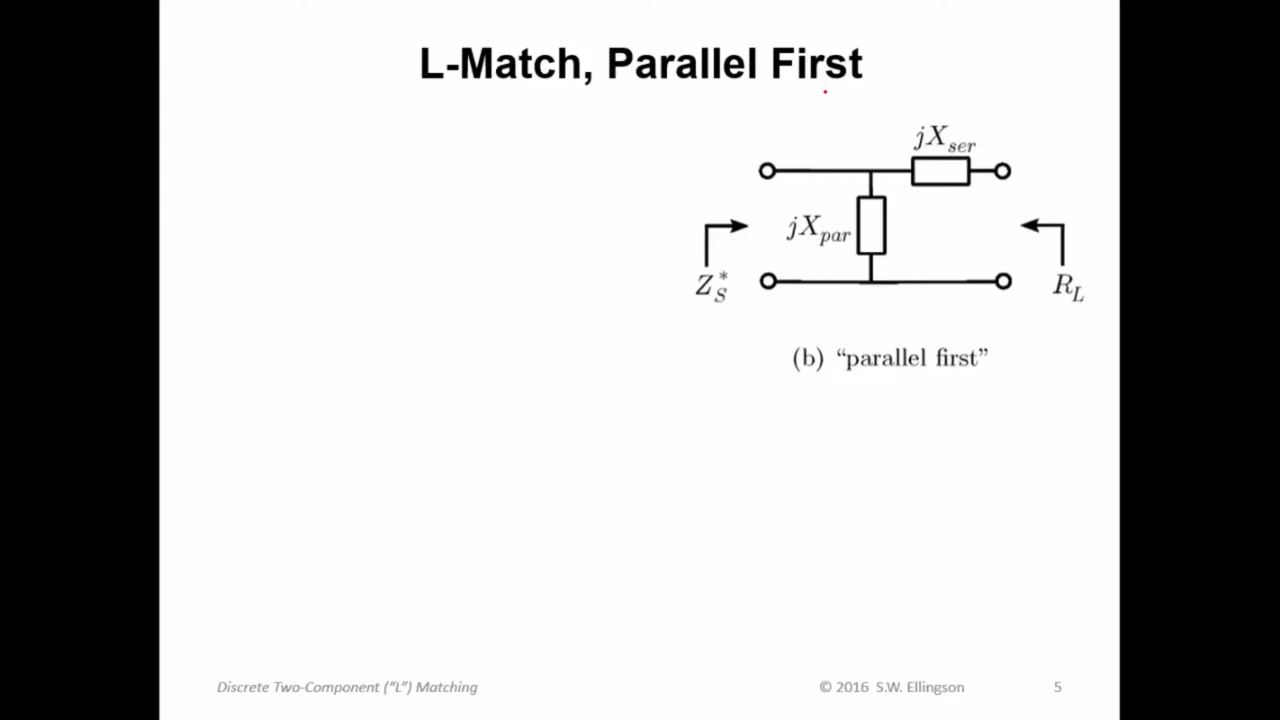 L-Match, Parallel First
jX_ser
jX_par
Z_S^*
R_L
(b) “parallel first”
Discrete Two-Component (“L”) Matching
© 2016 S.W. Ellingson
5